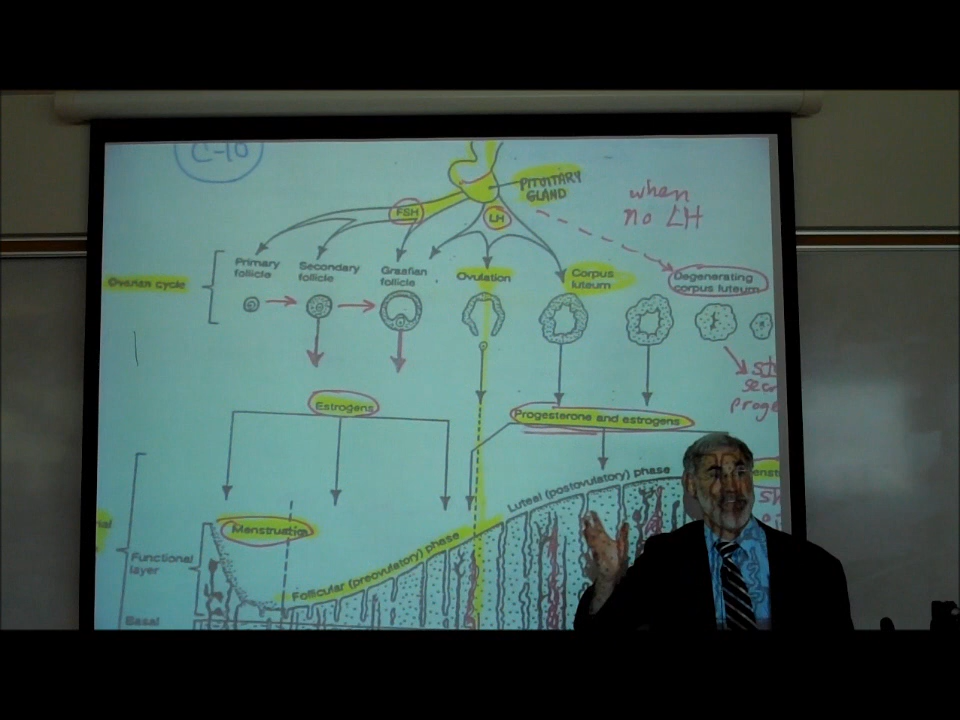 C-10
PITUITARY
GLAND
when
no LH
FSH
LH
Primary
follicle
Secondary
follicle
Graafian
follicle
Ovulation
Corpus
luteum
Degenerating
corpus luteum
Ovarian cycle
Estrogens
Progesterone and estrogens
Luteal (postovulatory) phase
Menstruation
Follicular (preovulatory) phase
Functional
layer
Basal